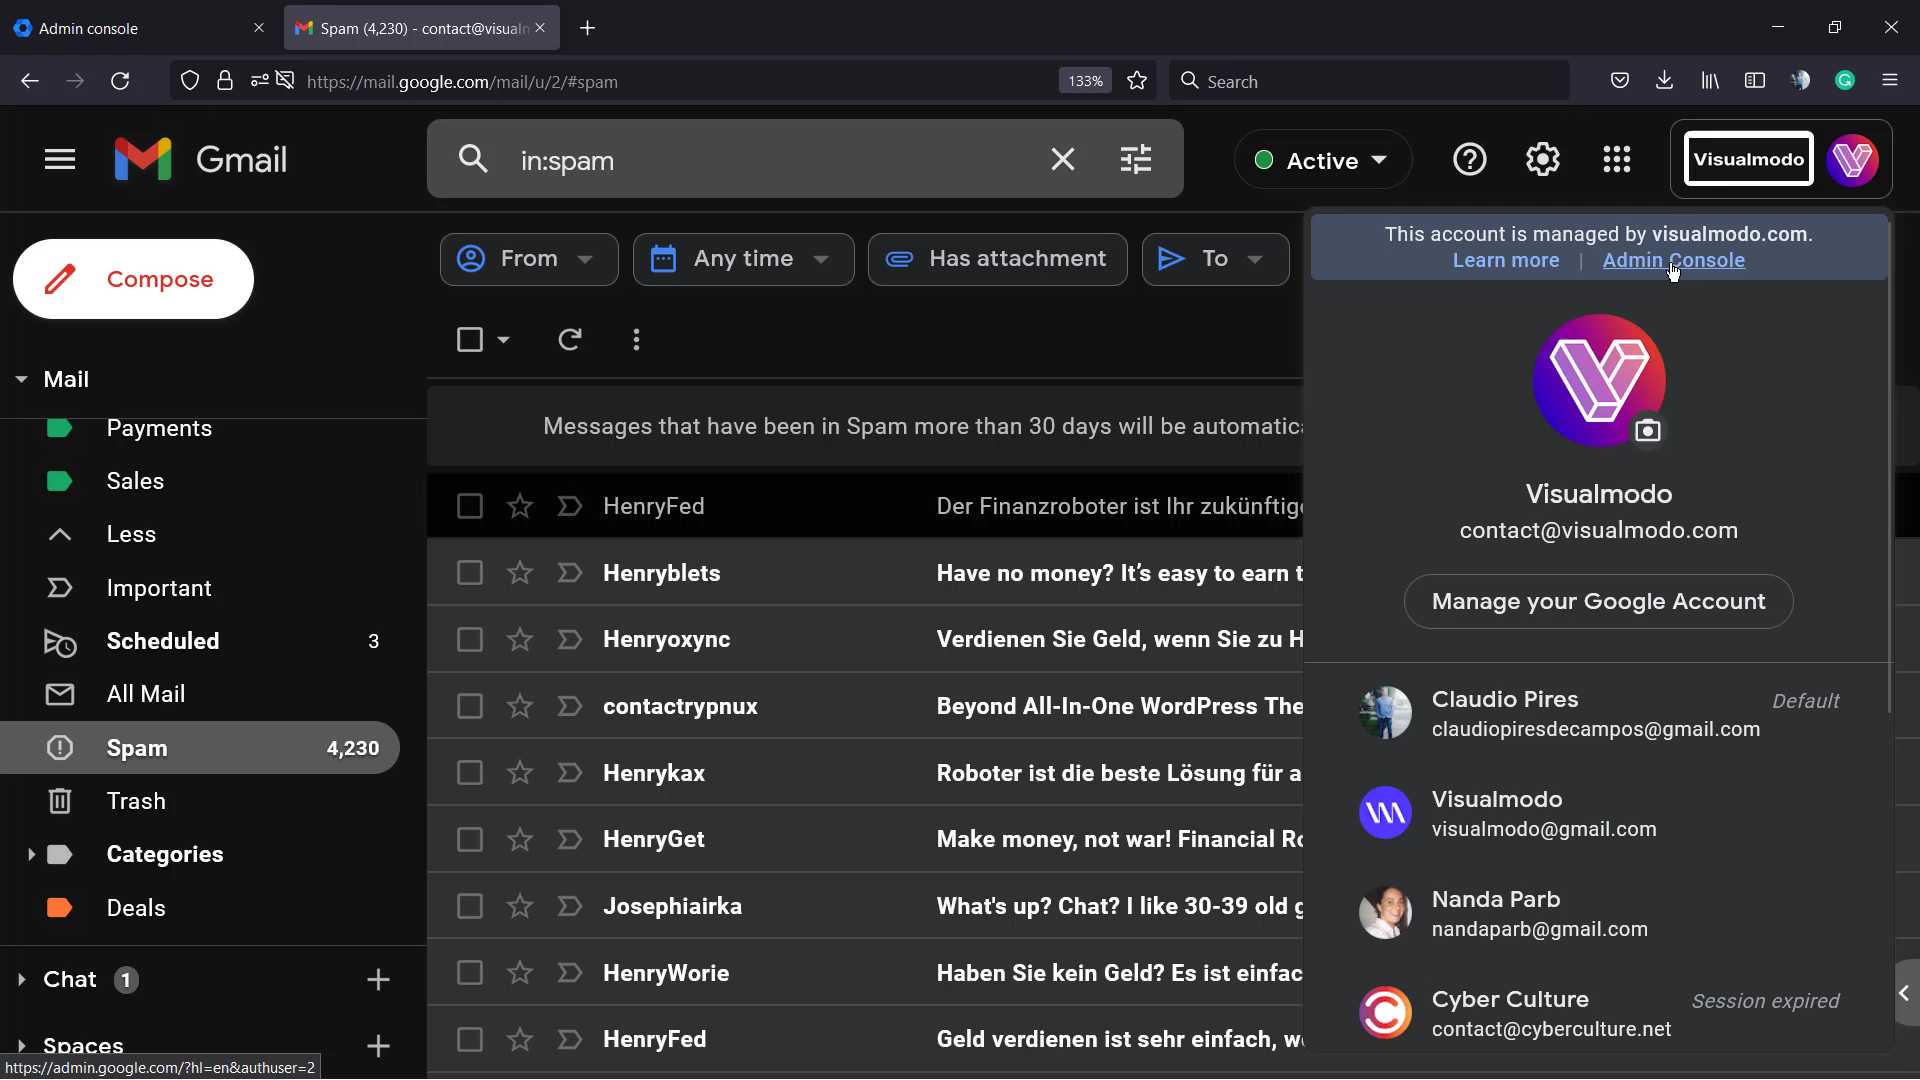 Admin console
Spam (4,230) - contact@visualm
https://mail.google.com/mail/u/2/#spam
133%
Search
Gmail
in:spam
Active
Visualmodo
Compose
From
Any time
Has attachment
To
This account is managed by visualmodo.com.
Learn more | Admin Console
Mail
Payments
Sales
Less
Important
Scheduled 3
All Mail
Spam 4,230
Trash
Categories
Deals
Chat 1
Spaces
https://admin.google.com/?hl=en&authuser=2
Messages that have been in Spam more than 30 days will be automatica
HenryFed Der Finanzroboter ist Ihr zukünftige
Henryblets Have no money? It's easy to earn t
Henryoxync Verdienen Sie Geld, wenn Sie zu H
contactrypnux Beyond All-In-One WordPress The
Henrykax Roboter ist die beste Lösung für a
HenryGet Make money, not war! Financial Ro
Josephiairka What's up? Chat? I like 30-39 old g
HenryWorie Haben Sie kein Geld? Es ist einfac
HenryFed Geld verdienen ist sehr einfach, w
Visualmodo
contact@visualmodo.com
Manage your Google Account
Claudio Pires Default
claudiopiresdecampos@gmail.com
Visualmodo
visualmodo@gmail.com
Nanda Parb
nandaparb@gmail.com
Cyber Culture Session expired
contact@cyberculture.net